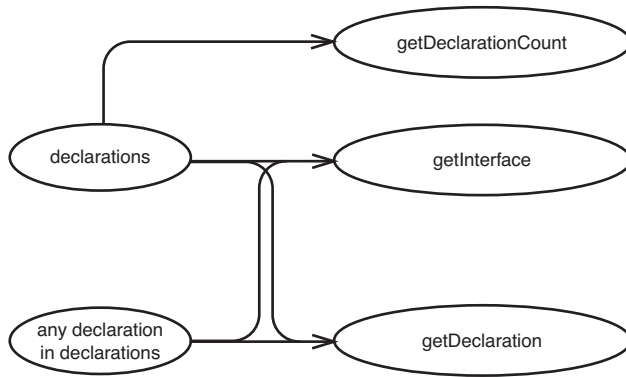 getDeclarationCount
declarations
getInterface
any declaration
in declarations
getDeclaration